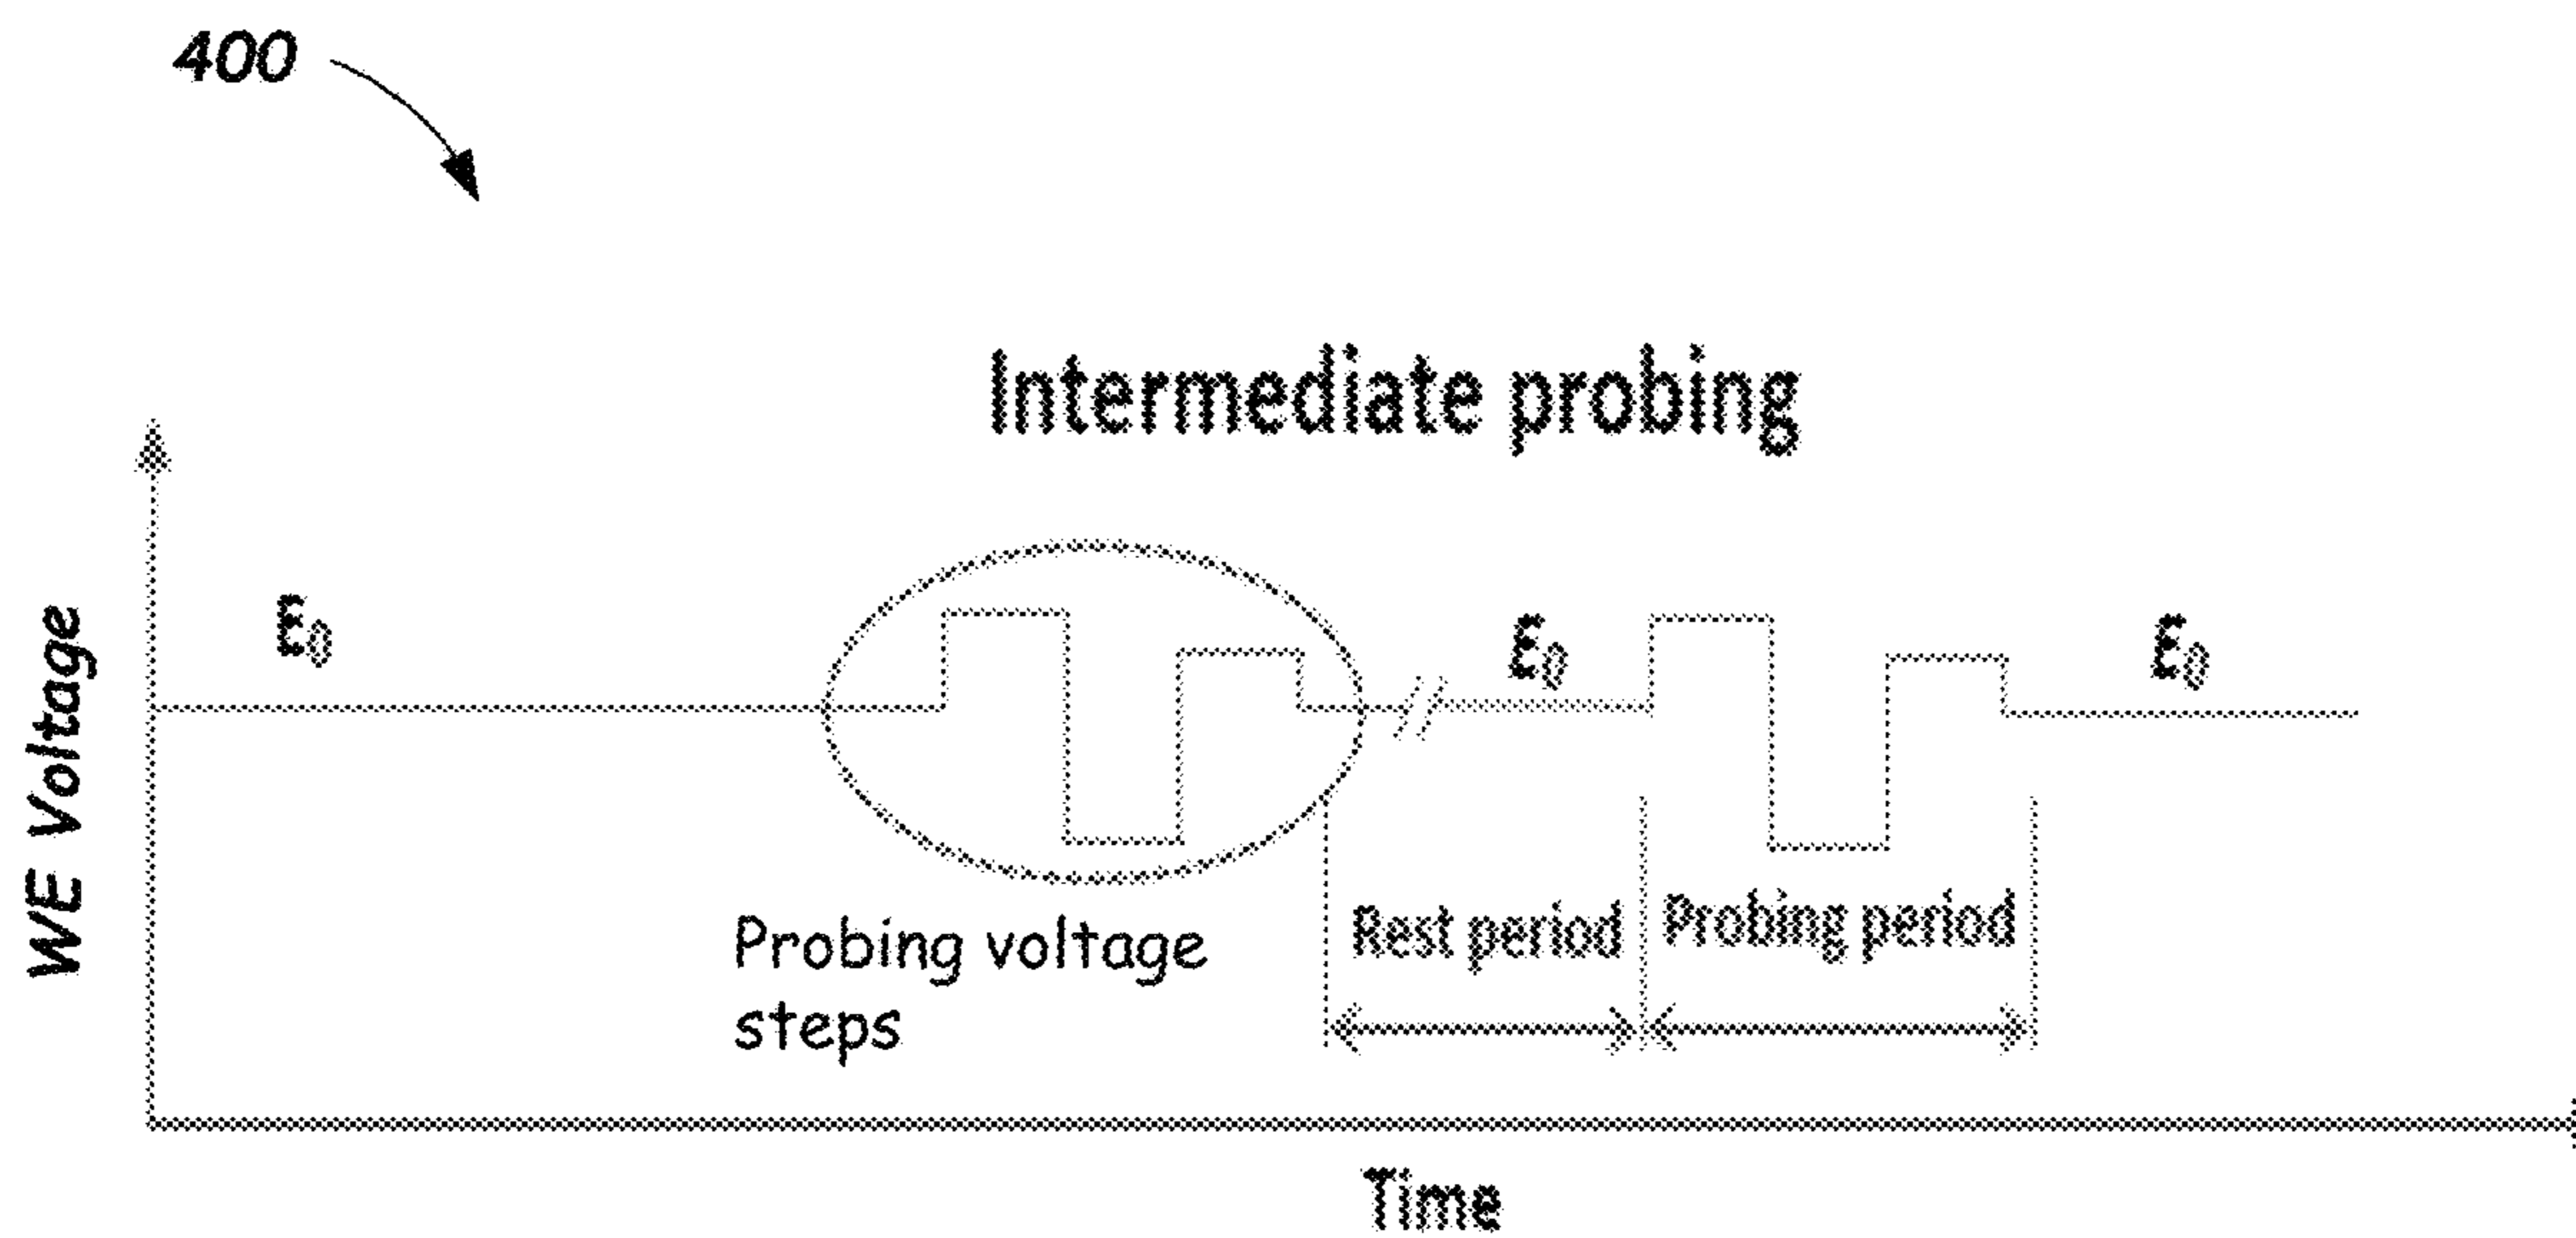 400
Intermediate probing
WE Voltage
E0
E0
E0
Probing voltage
steps
Rest period
Probing period
Time